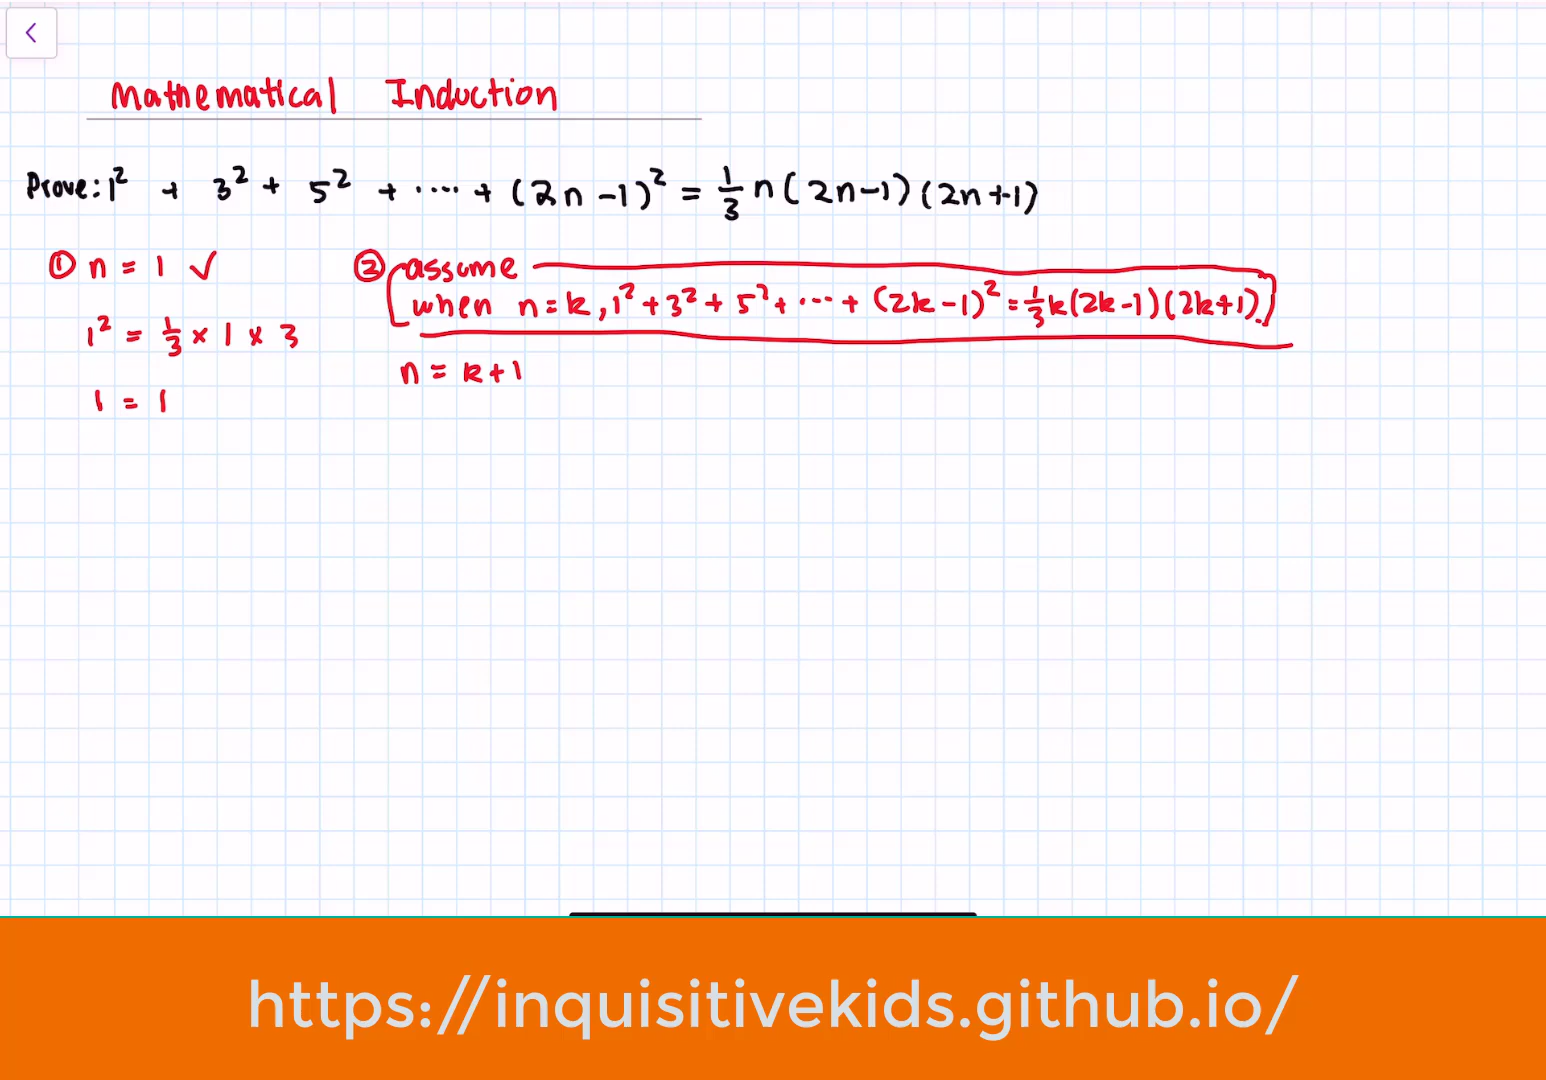 Mathematical Induction
Prove: 1² + 3² + 5² + ···· + (2n-1)² = ⅓n(2n-1)(2n+1)
① n = 1 ✓
1² = ⅓ × 1 × 3
1 = 1
② assume
when n=k, 1²+3²+5²+ ··· + (2k-1)²=⅓k(2k-1)(2k+1).
n = k+1
https://inquisitivekids.github.io/